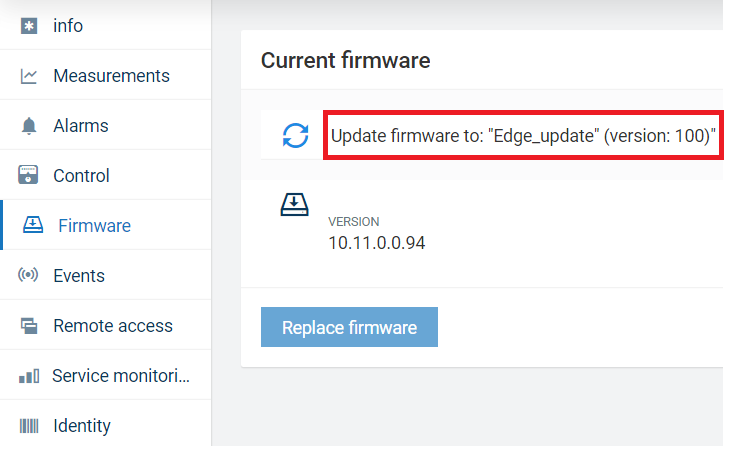 info
Measurements
Alarms
Control
Firmware
Events
Remote access
Service monitori...
Identity
Current firmware
Update firmware to: "Edge_update" (version: 100)"
VERSION
10.11.0.0.94
Replace firmware